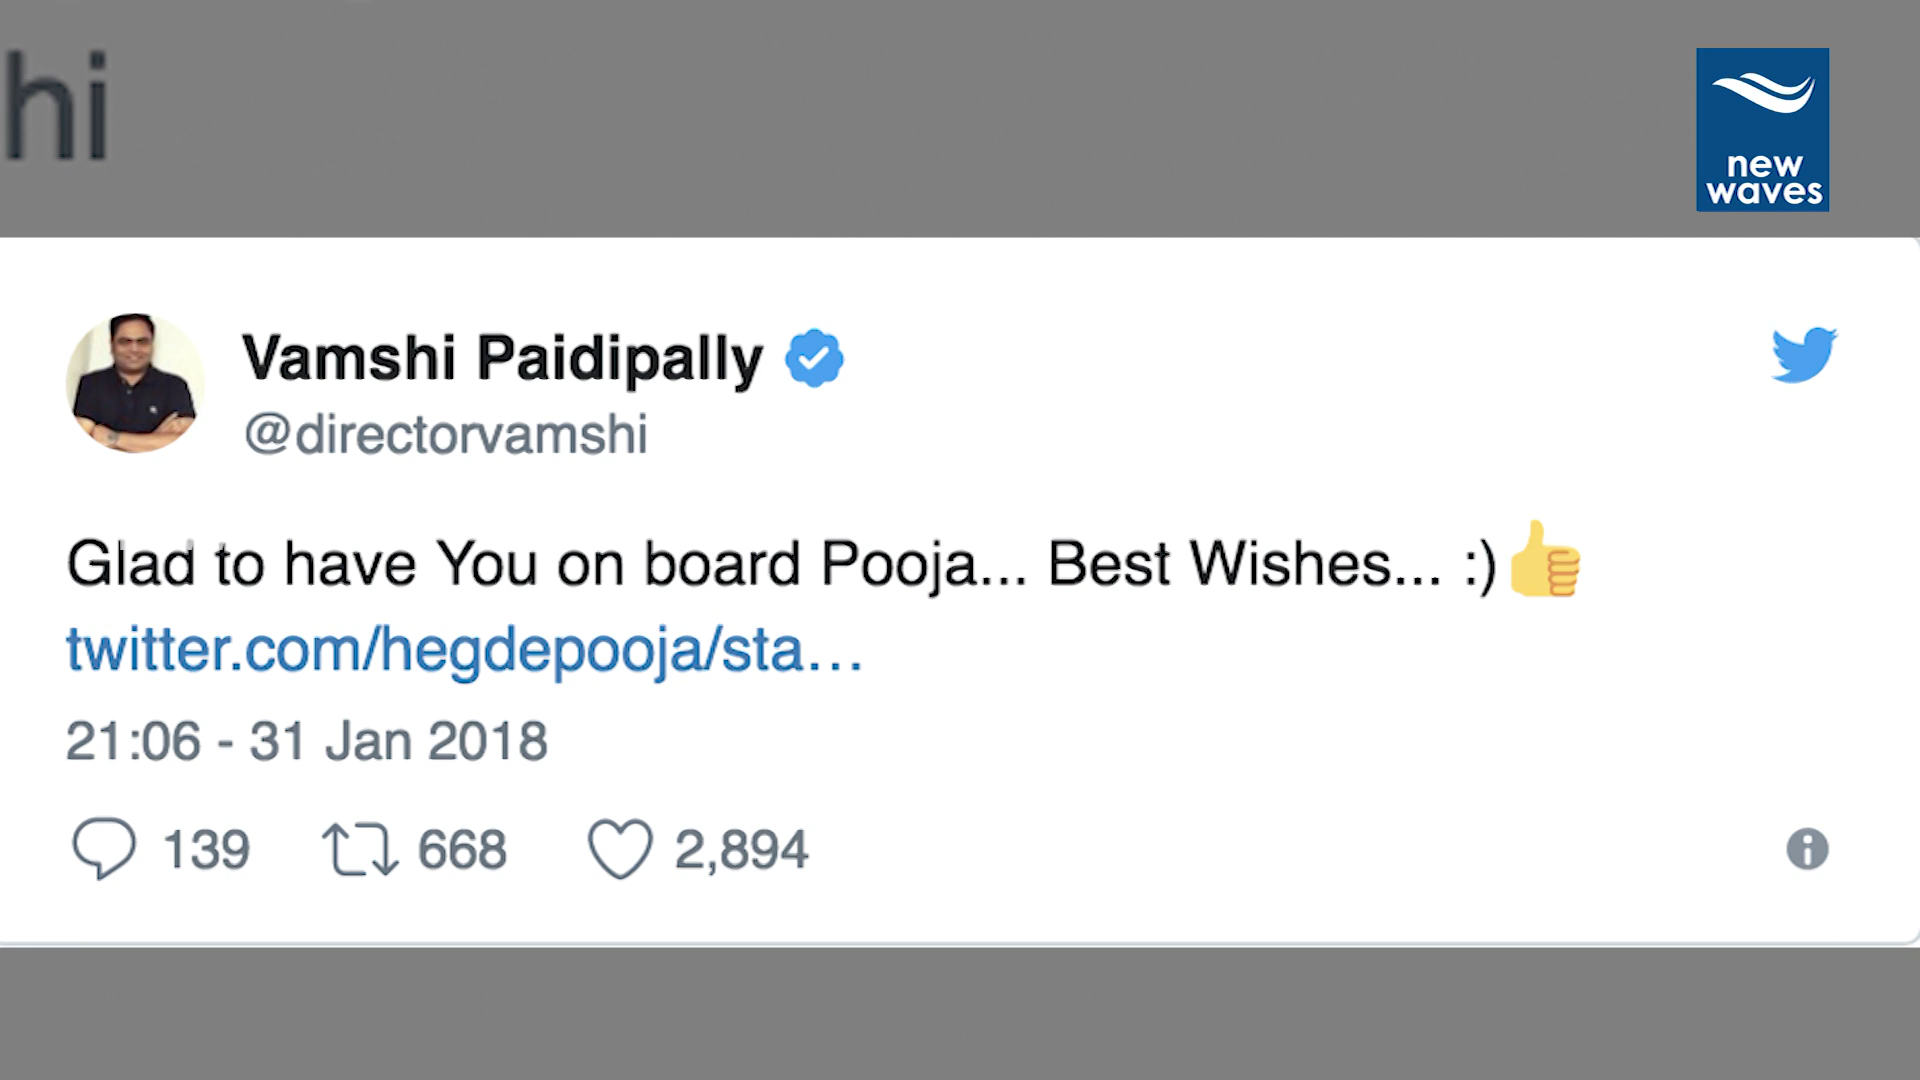 hi
new
waves
Vamshi Paidipally
@directorvamshi
Glad to have You on board Pooja... Best Wishes... :)👍
twitter.com/hegdepooja/sta…
21:06 - 31 Jan 2018
139 668 2,894